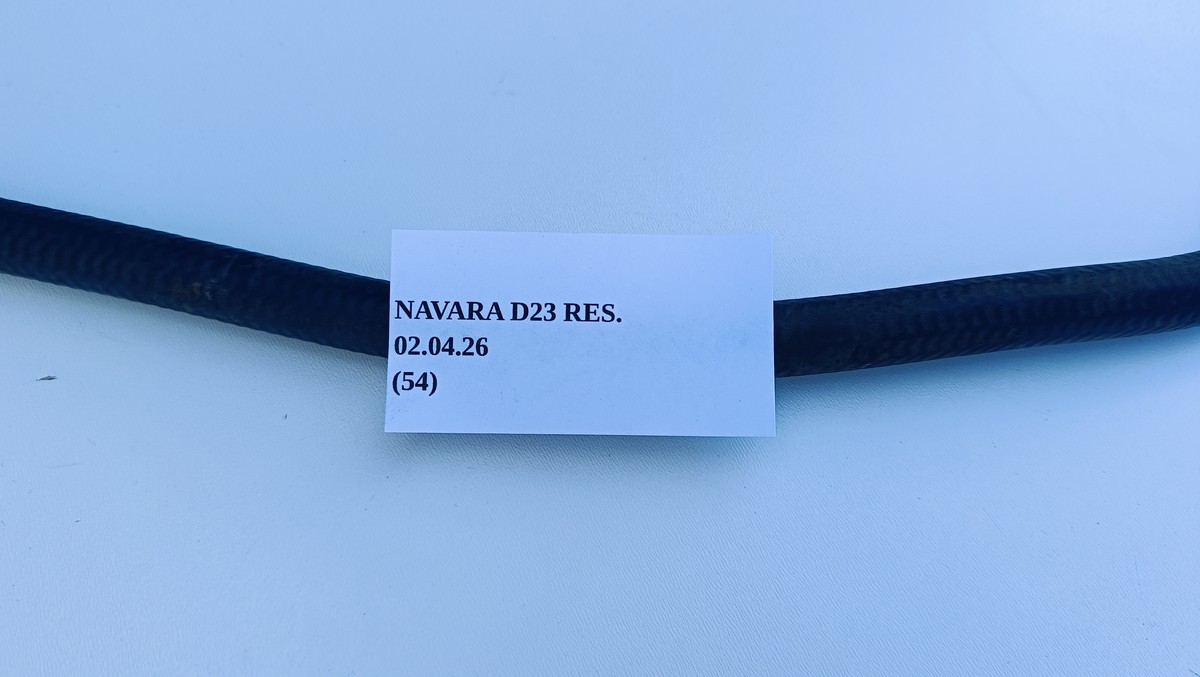 NAVARA D23 RES.
02.04.26
(54)